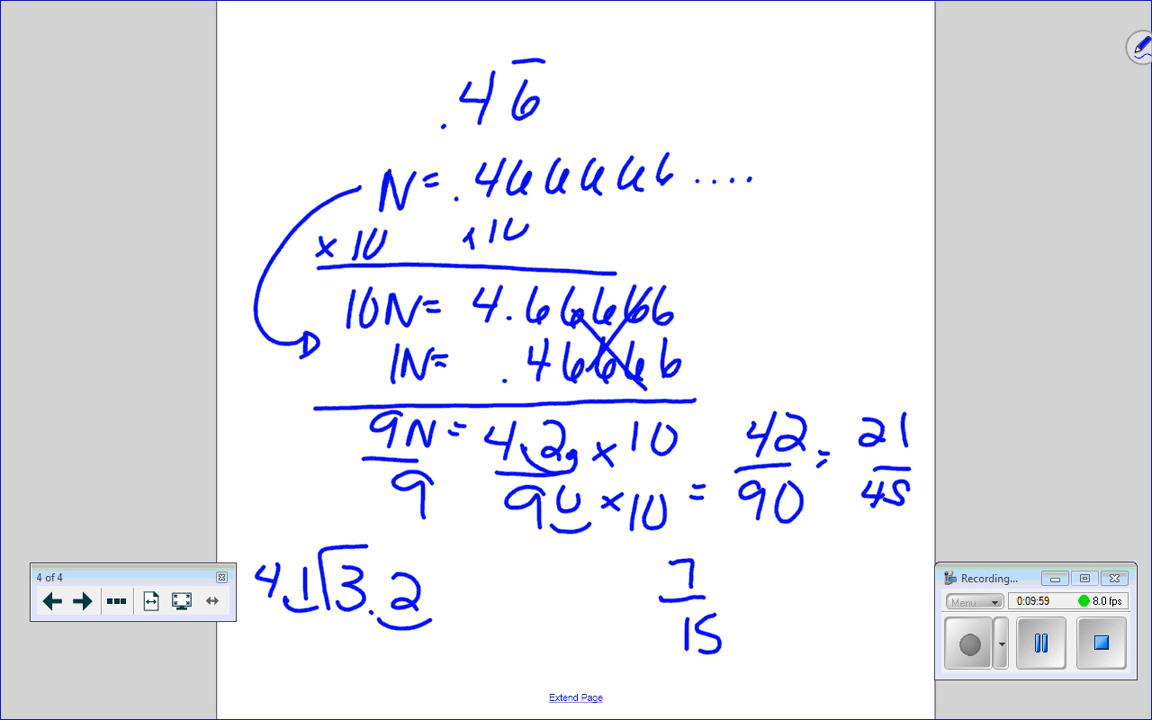 .46̅
N = .466666....
×10 ×10
10N = 4.66666
1N = .46666
9N = 4.2 × 10 42 = 21
9 90 × 10 = 90 45
4.1⟌3.2 7
15
4 of 4
Recording...
Menu
0:09:59
8.0 fps
Extend Page